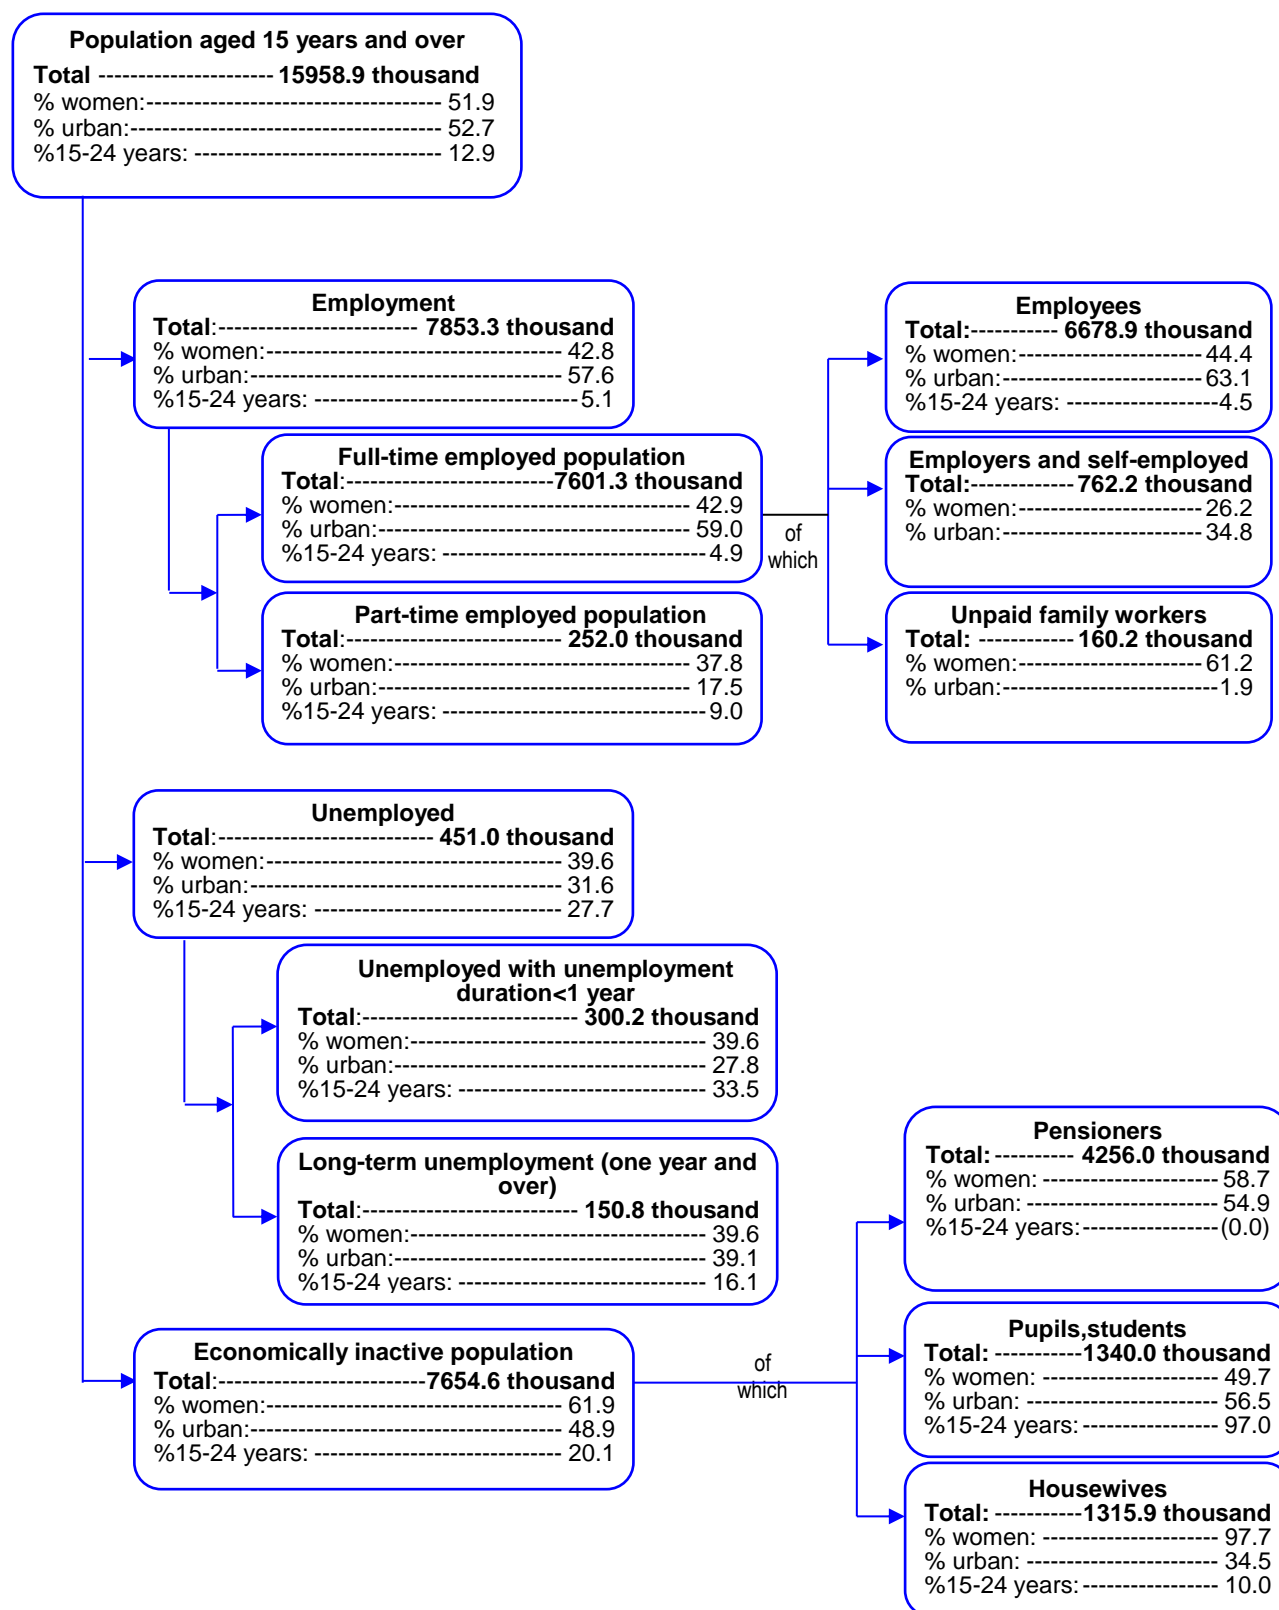 Population aged 15 years and over
Total ---------------------- 15958.9 thousand
% women:------------------------------------- 51.9
% urban:--------------------------------------- 52.7
%15-24 years: ------------------------------- 12.9
Employment
Total:------------------------- 7853.3 thousand
% women:------------------------------------- 42.8
% urban:--------------------------------------- 57.6
%15-24 years: ---------------------------------5.1
Full-time employed population
Total:--------------------------7601.3 thousand
% women:------------------------------------- 42.9
% urban:--------------------------------------- 59.0
%15-24 years: ---------------------------------4.9
Part-time employed population
Total:--------------------------- 252.0 thousand
% women:------------------------------------- 37.8
% urban:--------------------------------------- 17.5
%15-24 years: ---------------------------------9.0
of
which
Employees
Total:----------- 6678.9 thousand
% women:-----------------------44.4
% urban:-------------------------63.1
%15-24 years: -------------------4.5
Employers and self-employed
Total:------------- 762.2 thousand
% women:-----------------------26.2
% urban:-------------------------34.8
Unpaid family workers
Total: ------------ 160.2 thousand
% women:-----------------------61.2
% urban:---------------------------1.9
Unemployed
Total:--------------------------- 451.0 thousand
% women:------------------------------------- 39.6
% urban:--------------------------------------- 31.6
%15-24 years: ------------------------------- 27.7
Unemployed with unemployment
duration<1 year
Total:--------------------------- 300.2 thousand
% women:------------------------------------- 39.6
% urban:--------------------------------------- 27.8
%15-24 years: ------------------------------- 33.5
Long-term unemployment (one year and
over)
Total:--------------------------- 150.8 thousand
% women:------------------------------------- 39.6
% urban:--------------------------------------- 39.1
%15-24 years: ------------------------------- 16.1
Economically inactive population
Total:--------------------------7654.6 thousand
% women:------------------------------------- 61.9
% urban:--------------------------------------- 48.9
%15-24 years: ------------------------------- 20.1
of
which
Pensioners
Total: ---------- 4256.0 thousand
% women: ----------------------58.7
% urban: ------------------------ 54.9
%15-24 years:-----------------(0.0)
Pupils,students
Total: -----------1340.0 thousand
% women: ---------------------- 49.7
% urban: ------------------------ 56.5
%15-24 years:----------------- 97.0
Housewives
Total: -----------1315.9 thousand
% women: ---------------------- 97.7
% urban: ------------------------ 34.5
%15-24 years:----------------- 10.0